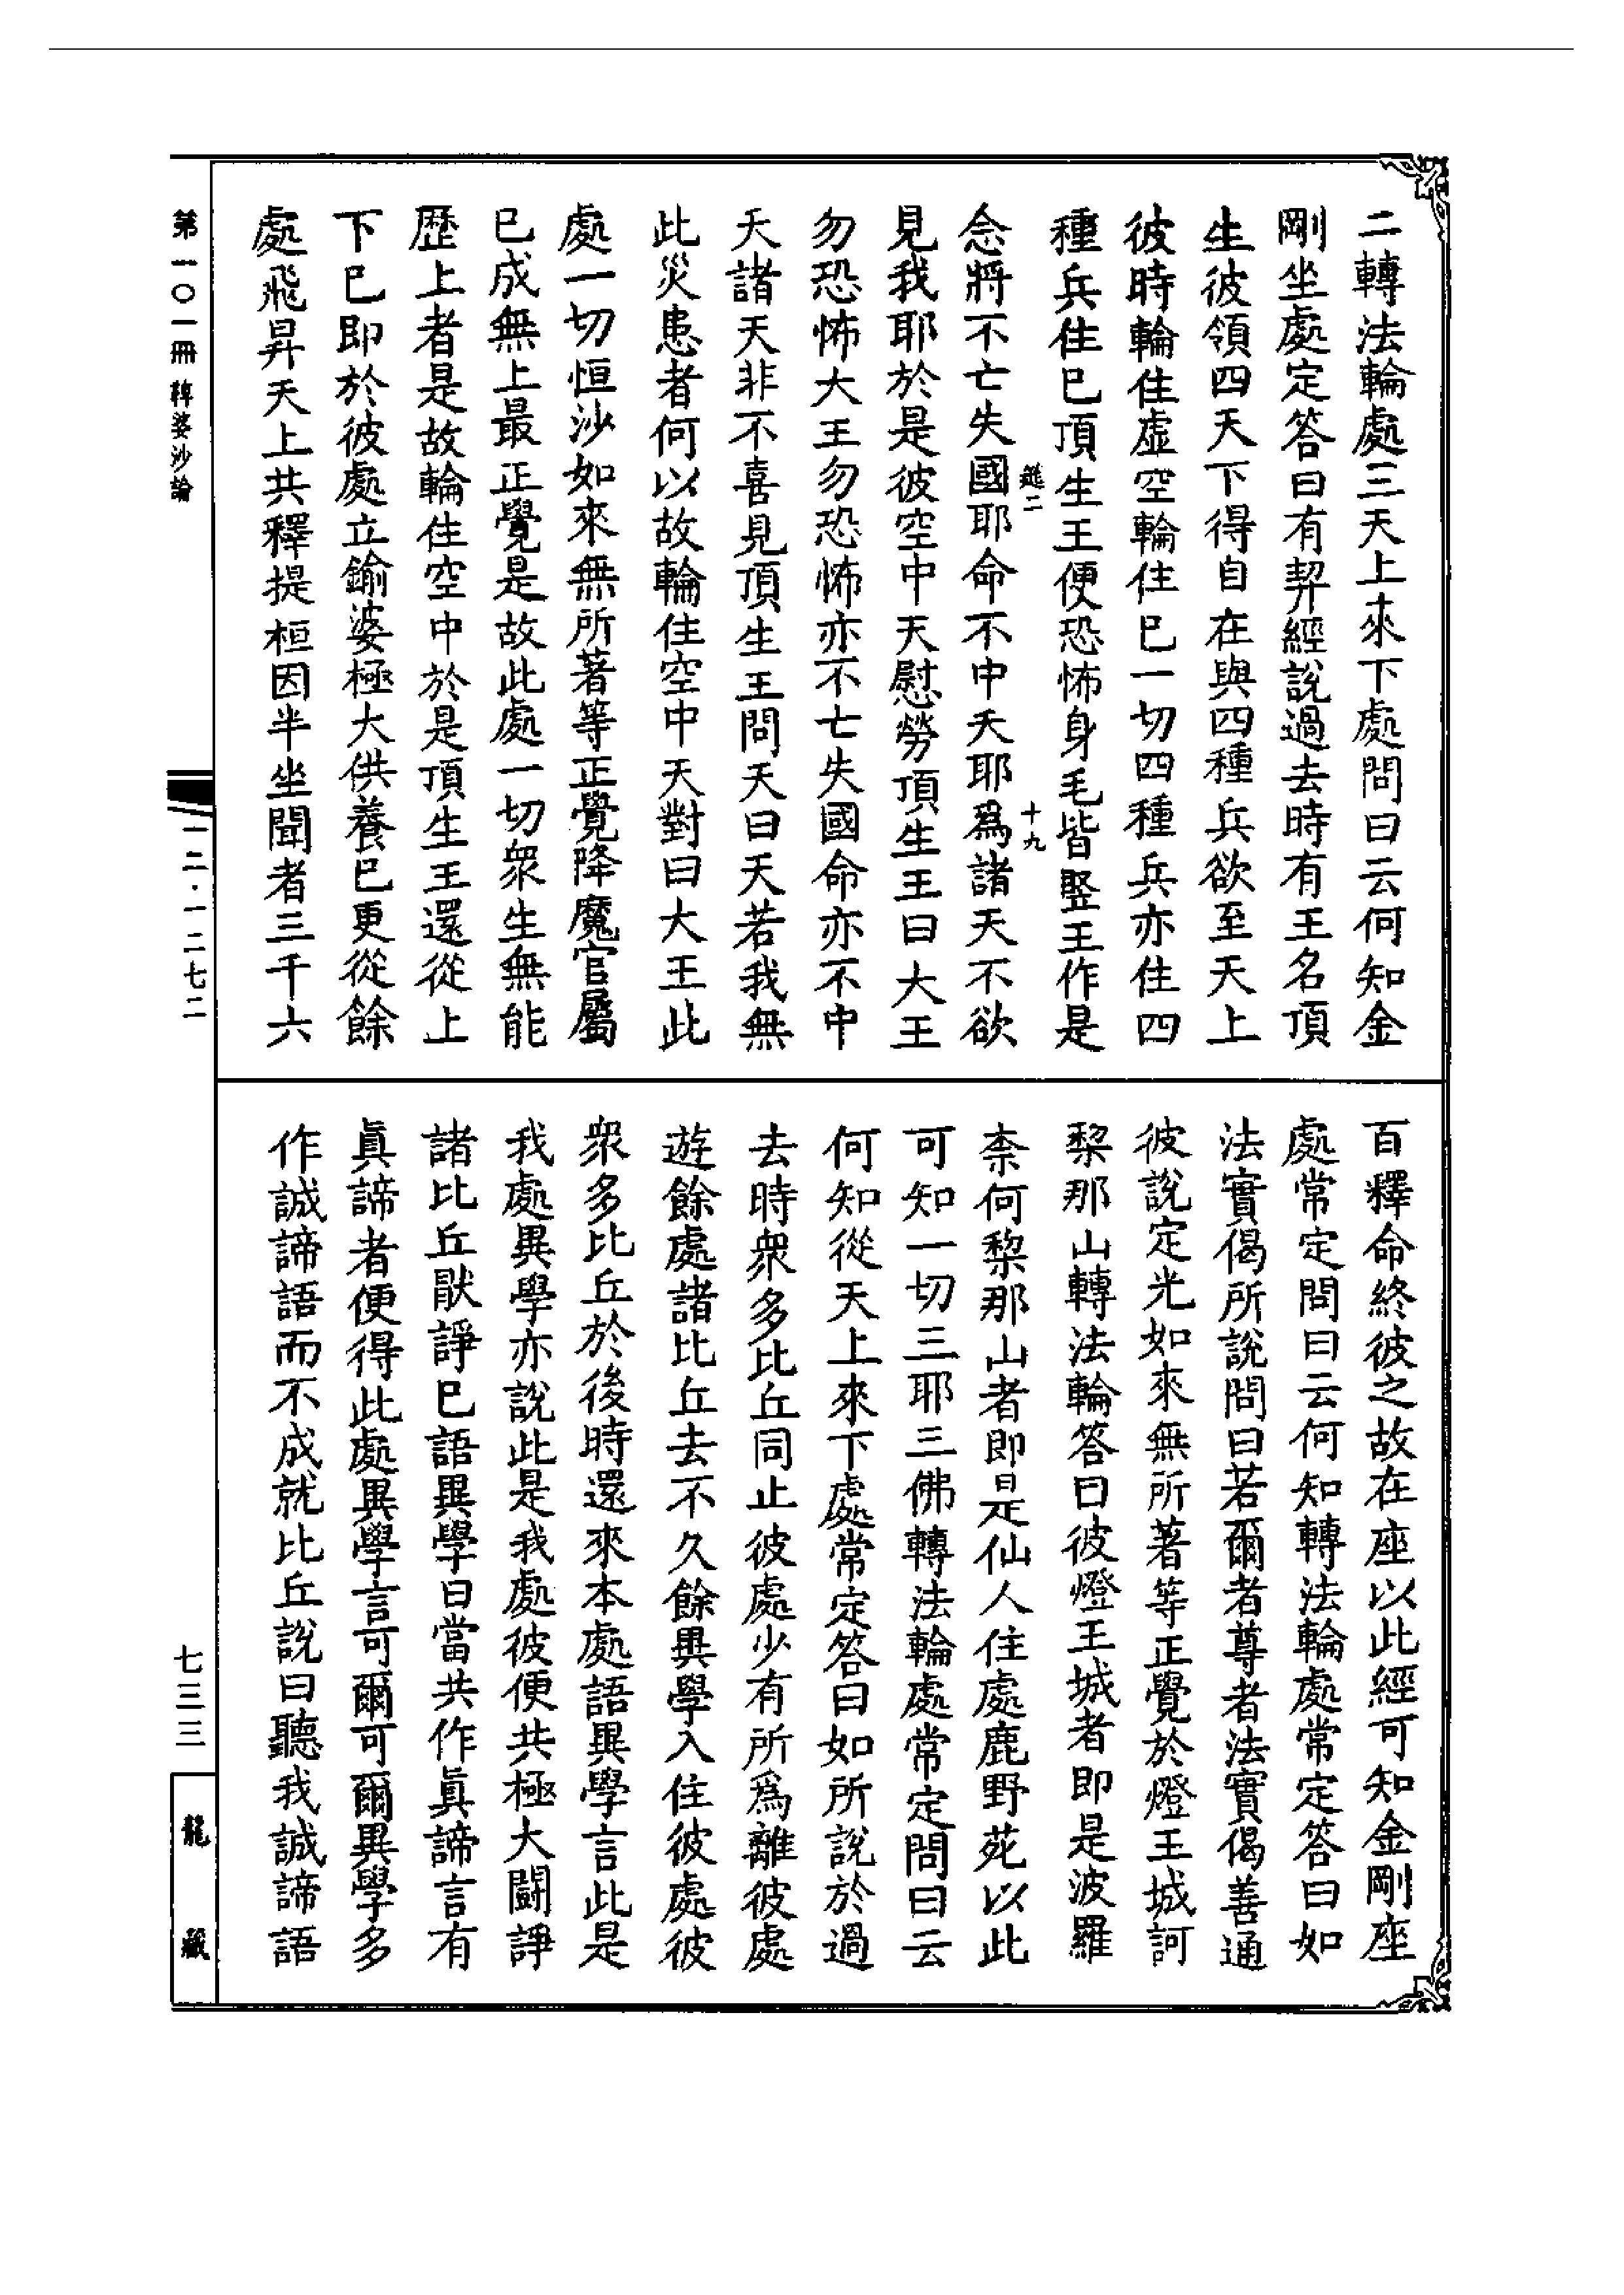 二轉法輪處三天上來下處問曰云何知金
剛坐處定答曰有契經說過去時有王名頂
生彼領四天下得自在與四種兵欲至天上
彼時輪住虛空輪住已一切四種兵亦住四
種兵住已頂生王便恐怖身毛皆竪王作是
念將不亡失國耶命不中夭耶爲諸天不欲
見我耶於是彼空中天慰勞頂生王曰大王
勿恐怖大王勿恐怖亦不亡失國命亦不中
夭諸天非不喜見頂生王問天曰天若我無
此災患者何以故輪住空中天對曰大王此
處一切恒沙如來無所著等正覺降魔官屬
已成無上最正覺是故此處一切衆生無能
歷上者是故輪住空中於是頂生王還從上
下已即於彼處立鍮婆極大供養已更從餘
處飛昇天上共釋提桓因半坐聞者三千六
百釋命終彼之故在座以此經可知金剛座
處常定問曰云何知轉法輪處常定答曰如
法實偈所說問曰若爾者尊者法實偈善通
彼說定光如來無所著等正覺於燈王城訶
梨那山轉法輪答曰彼燈王城者即是波羅
柰何梨那山者即是仙人住處鹿野苑以此
可知一切三耶三佛轉法輪處常定問曰云
何知從天上來下處常定答曰如所說於過
去時衆多比丘同止彼處少有所爲離彼處
遊餘處諸比丘去不久餘異學入住彼處彼
衆多比丘於後時還來本處語異學言此是
我處異學亦說此是我處彼便共極大鬪諍
諸比丘猒諍已語異學曰當共作眞諦言有
眞諦者便得此處異學言可爾可爾異學多
作誠諦語而不成就比丘說曰聽我誠諦語
第一〇一冊 鞞婆沙論
一二·一二七二
七三三
龍藏
十九